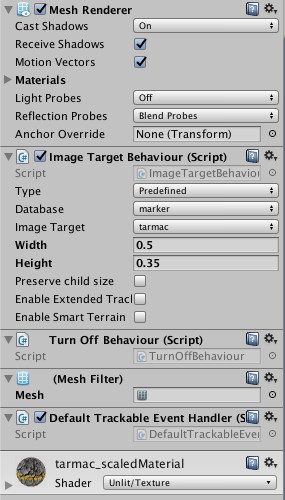 Mesh Renderer
Cast Shadows On
Receive Shadows
Motion Vectors
Materials
Light Probes Off
Reflection Probes Blend Probes
Anchor Override None (Transform)
Image Target Behaviour (Script)
Script ImageTargetBehaviou
Type Predefined
Database marker
Image Target tarmac
Width 0.5
Height 0.35
Preserve child size
Enable Extended Tracl
Enable Smart Terrain
Turn Off Behaviour (Script)
Script TurnOffBehaviour
(Mesh Filter)
Mesh
Default Trackable Event Handler (S
Script DefaultTrackableEve
tarmac_scaledMaterial
Shader Unlit/Texture